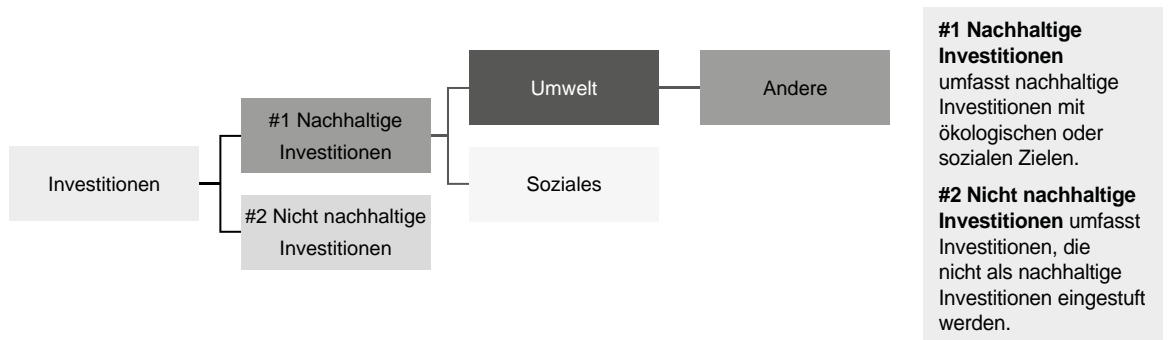 Investitionen
#1 Nachhaltige
Investitionen
#2 Nicht nachhaltige
Investitionen
Umwelt
Soziales
Andere
#1 Nachhaltige
Investitionen
umfasst nachhaltige
Investitionen mit
ökologischen oder
sozialen Zielen.
#2 Nicht nachhaltige
Investitionen umfasst
Investitionen, die
nicht als nachhaltige
Investitionen eingestuft
werden.